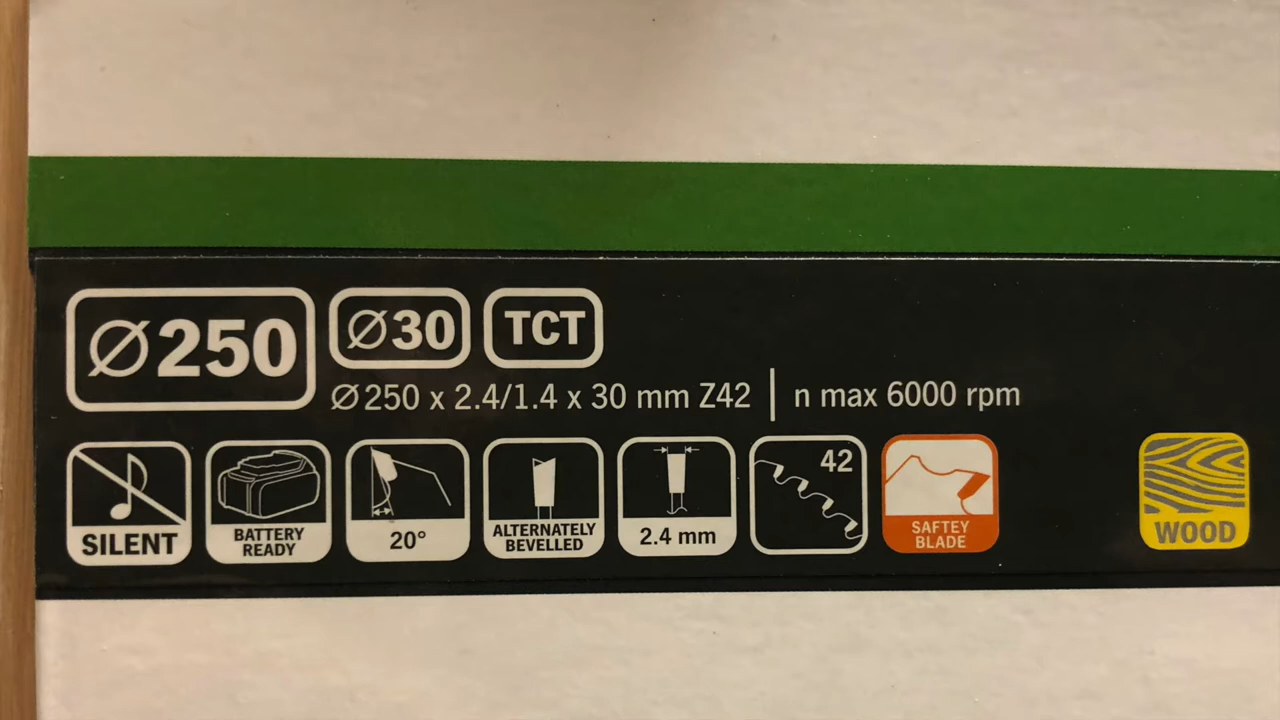 Ø250
Ø30
TCT
Ø250 x 2.4/1.4 x 30 mm Z42 | n max 6000 rpm
SILENT
BATTERY
READY
20°
ALTERNATELY
BEVELLED
2.4 mm
42
SAFTEY
BLADE
WOOD